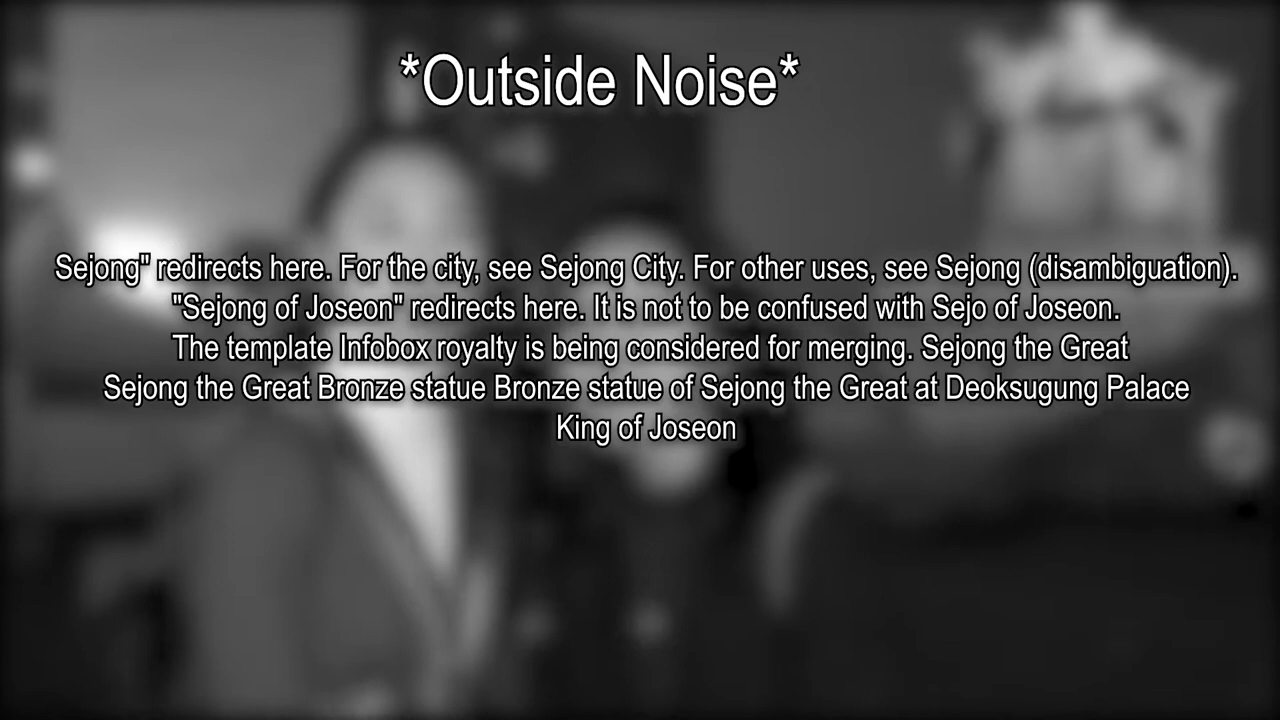 *Outside Noise*
Sejong" redirects here. For the city, see Sejong City. For other uses, see Sejong (disambiguation).
"Sejong of Joseon" redirects here. It is not to be confused with Sejo of Joseon.
The template Infobox royalty is being considered for merging. Sejong the Great
Sejong the Great Bronze statue Bronze statue of Sejong the Great at Deoksugung Palace
King of Joseon